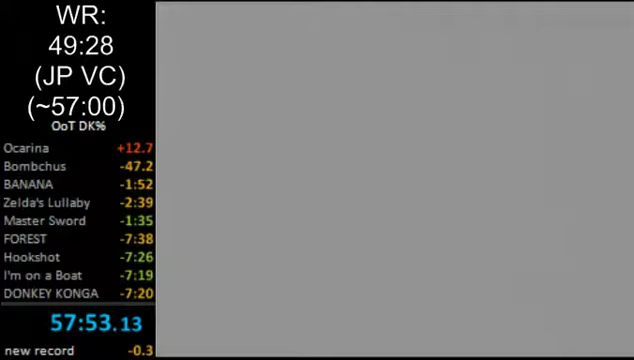 WR:
49:28
(JP VC)
(~57:00)
OoT DK%
Ocarina +12.7
Bombchus -47.2
BANANA -1:52
Zelda's Lullaby -2:39
Master Sword -1:35
FOREST -7:38
Hookshot -7:26
I'm on a Boat -7:19
DONKEY KONGA -7:20
57:53.13
new record -0.3